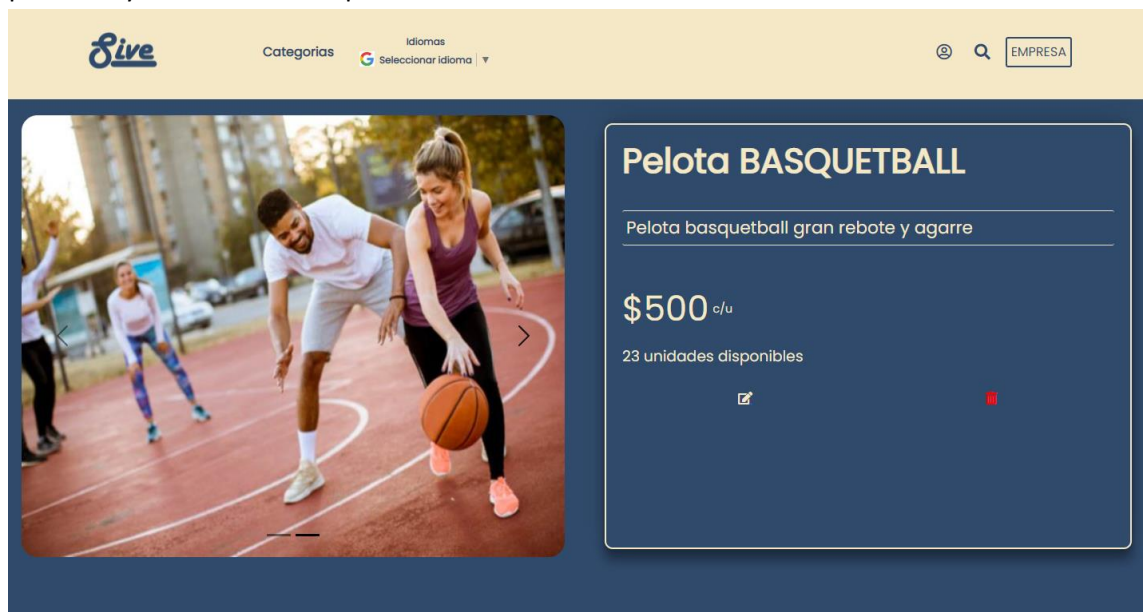 Sive
Categorias
Idiomas
Seleccionar idioma
EMPRESA
Pelota BASQUETBALL
Pelota basquetball gran rebote y agarre
$500 c/u
23 unidades disponibles